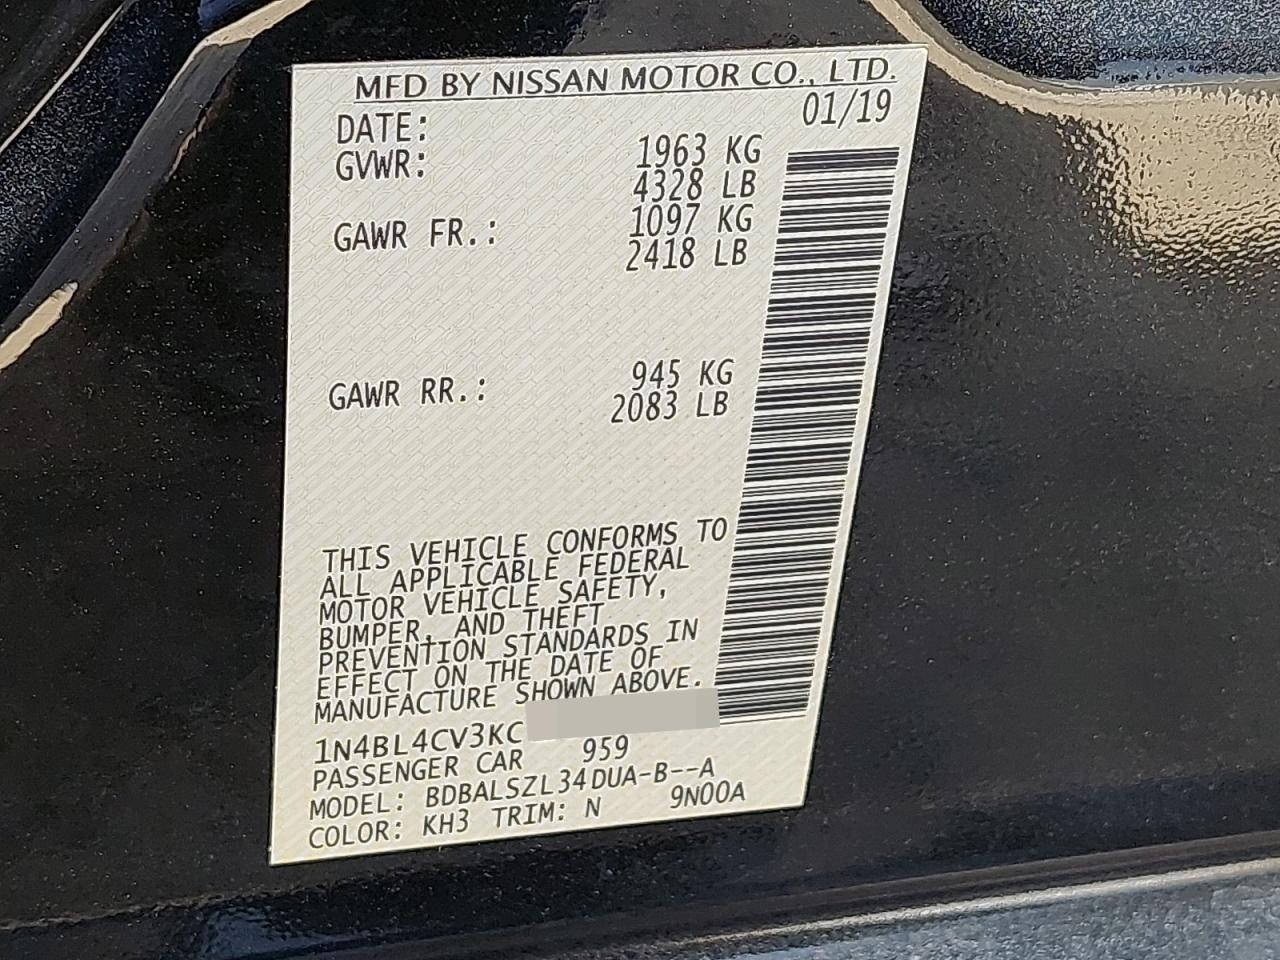 MFD BY NISSAN MOTOR CO., LTD.
DATE: 01/19
GVWR: 1963 KG
4328 LB
GAWR FR.: 1097 KG
2418 LB
GAWR RR.: 945 KG
2083 LB
THIS VEHICLE CONFORMS TO
ALL APPLICABLE FEDERAL
MOTOR VEHICLE SAFETY,
BUMPER, AND THEFT
PREVENTION STANDARDS IN
EFFECT ON THE DATE OF
MANUFACTURE SHOWN ABOVE.
1N4BL4CV3KC
PASSENGER CAR 959
MODEL: BDBALSZL34DUA-B--A
COLOR: KH3 TRIM: N 9N00A